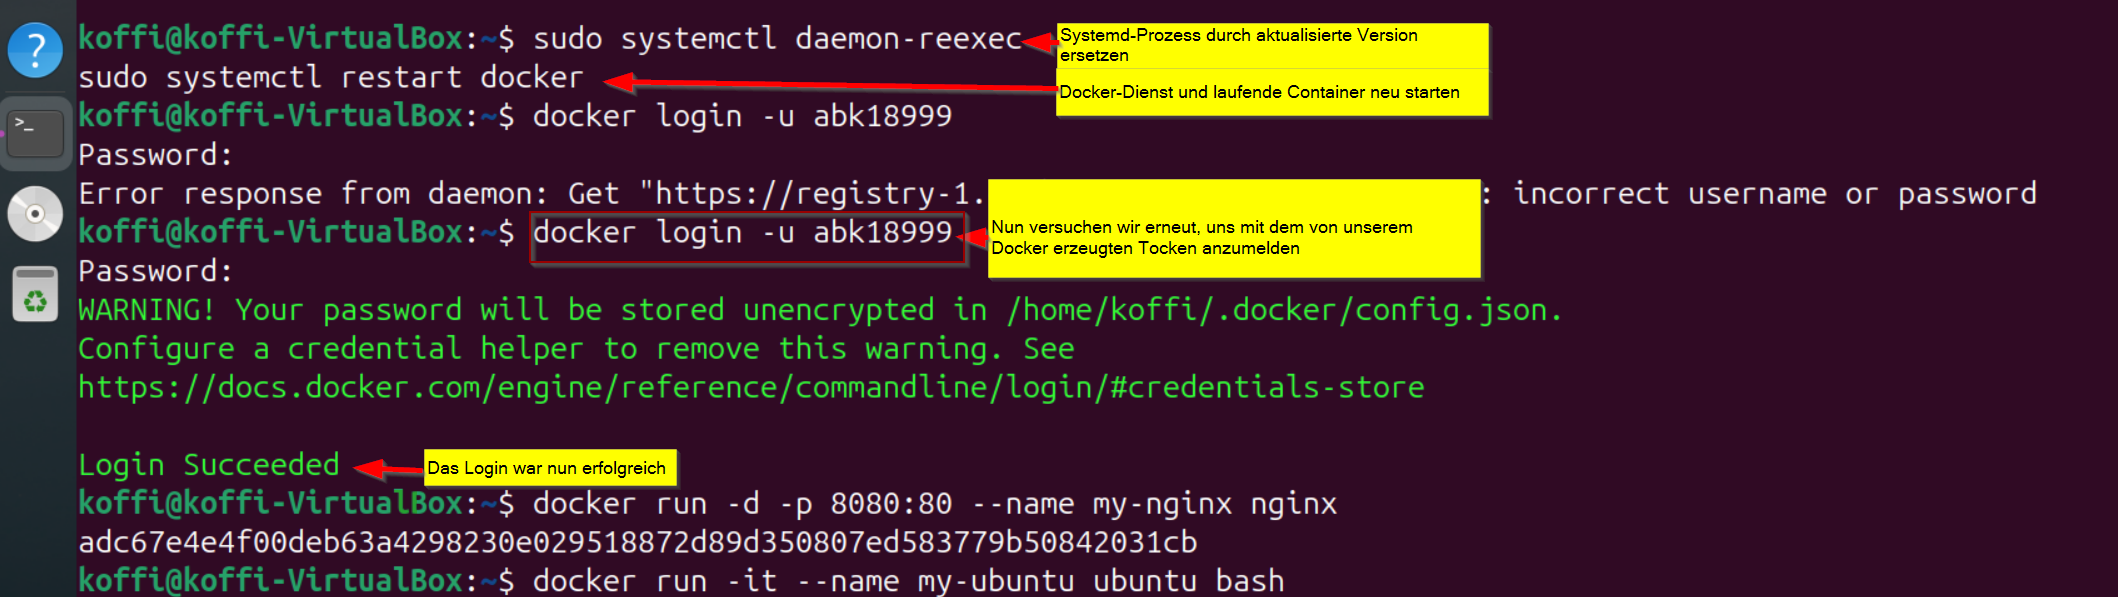 koffi@koffi-VirtualBox:~$ sudo systemctl daemon-reexec
Systemd-Prozess durch aktualisierte Version
ersetzen
sudo systemctl restart docker
Docker-Dienst und laufende Container neu starten
koffi@koffi-VirtualBox:~$ docker login -u abk18999
Password:
Error response from daemon: Get "https://registry-1. : incorrect username or password
koffi@koffi-VirtualBox:~$ docker login -u abk18999
Nun versuchen wir erneut, uns mit dem von unserem
Docker erzeugten Tocken anzumelden
Password:
WARNING! Your password will be stored unencrypted in /home/koffi/.docker/config.json.
Configure a credential helper to remove this warning. See
https://docs.docker.com/engine/reference/commandline/login/#credentials-store
Login Succeeded
Das Login war nun erfolgreich
koffi@koffi-VirtualBox:~$ docker run -d -p 8080:80 --name my-nginx nginx
adc67e4e4f00deb63a4298230e029518872d89d350807ed583779b50842031cb
koffi@koffi-VirtualBox:~$ docker run -it --name my-ubuntu ubuntu bash